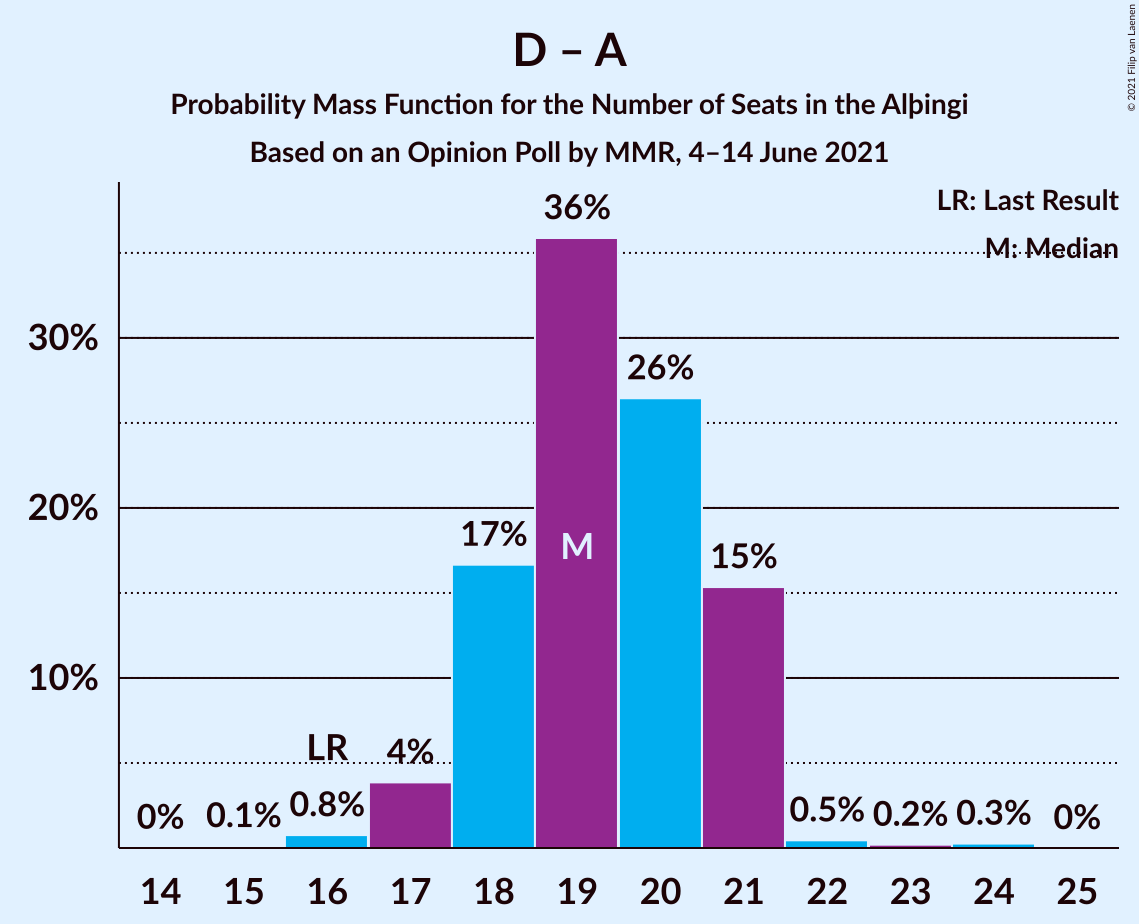 D – A
Probability Mass Function for the Number of Seats in the Alþingi
Based on an Opinion Poll by MMR, 4–14 June 2021
© 2021 Filip van Laenen
LR: Last Result
M: Median
30%
20%
10%
0%
0.1%
LR
0.8%
4%
17%
36%
M
26%
15%
0.5%
0.2%
0.3%
0%
14 15 16 17 18 19 20 21 22 23 24 25